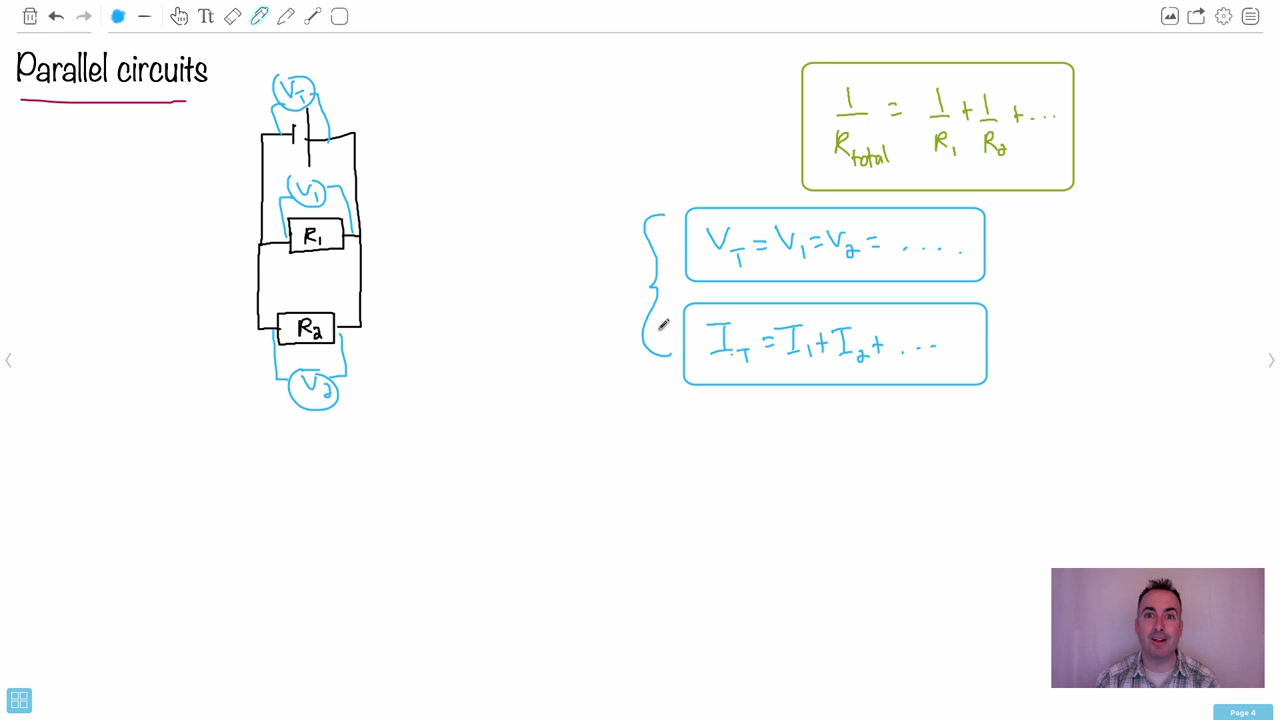 Tt
Parallel circuits
V_T
V_1
R_1
R_2
V_2
1/R_total = 1/R_1 + 1/R_2 + ...
V_T = V_1 = V_2 = ....
I_T = I_1 + I_2 + ...
Page 4